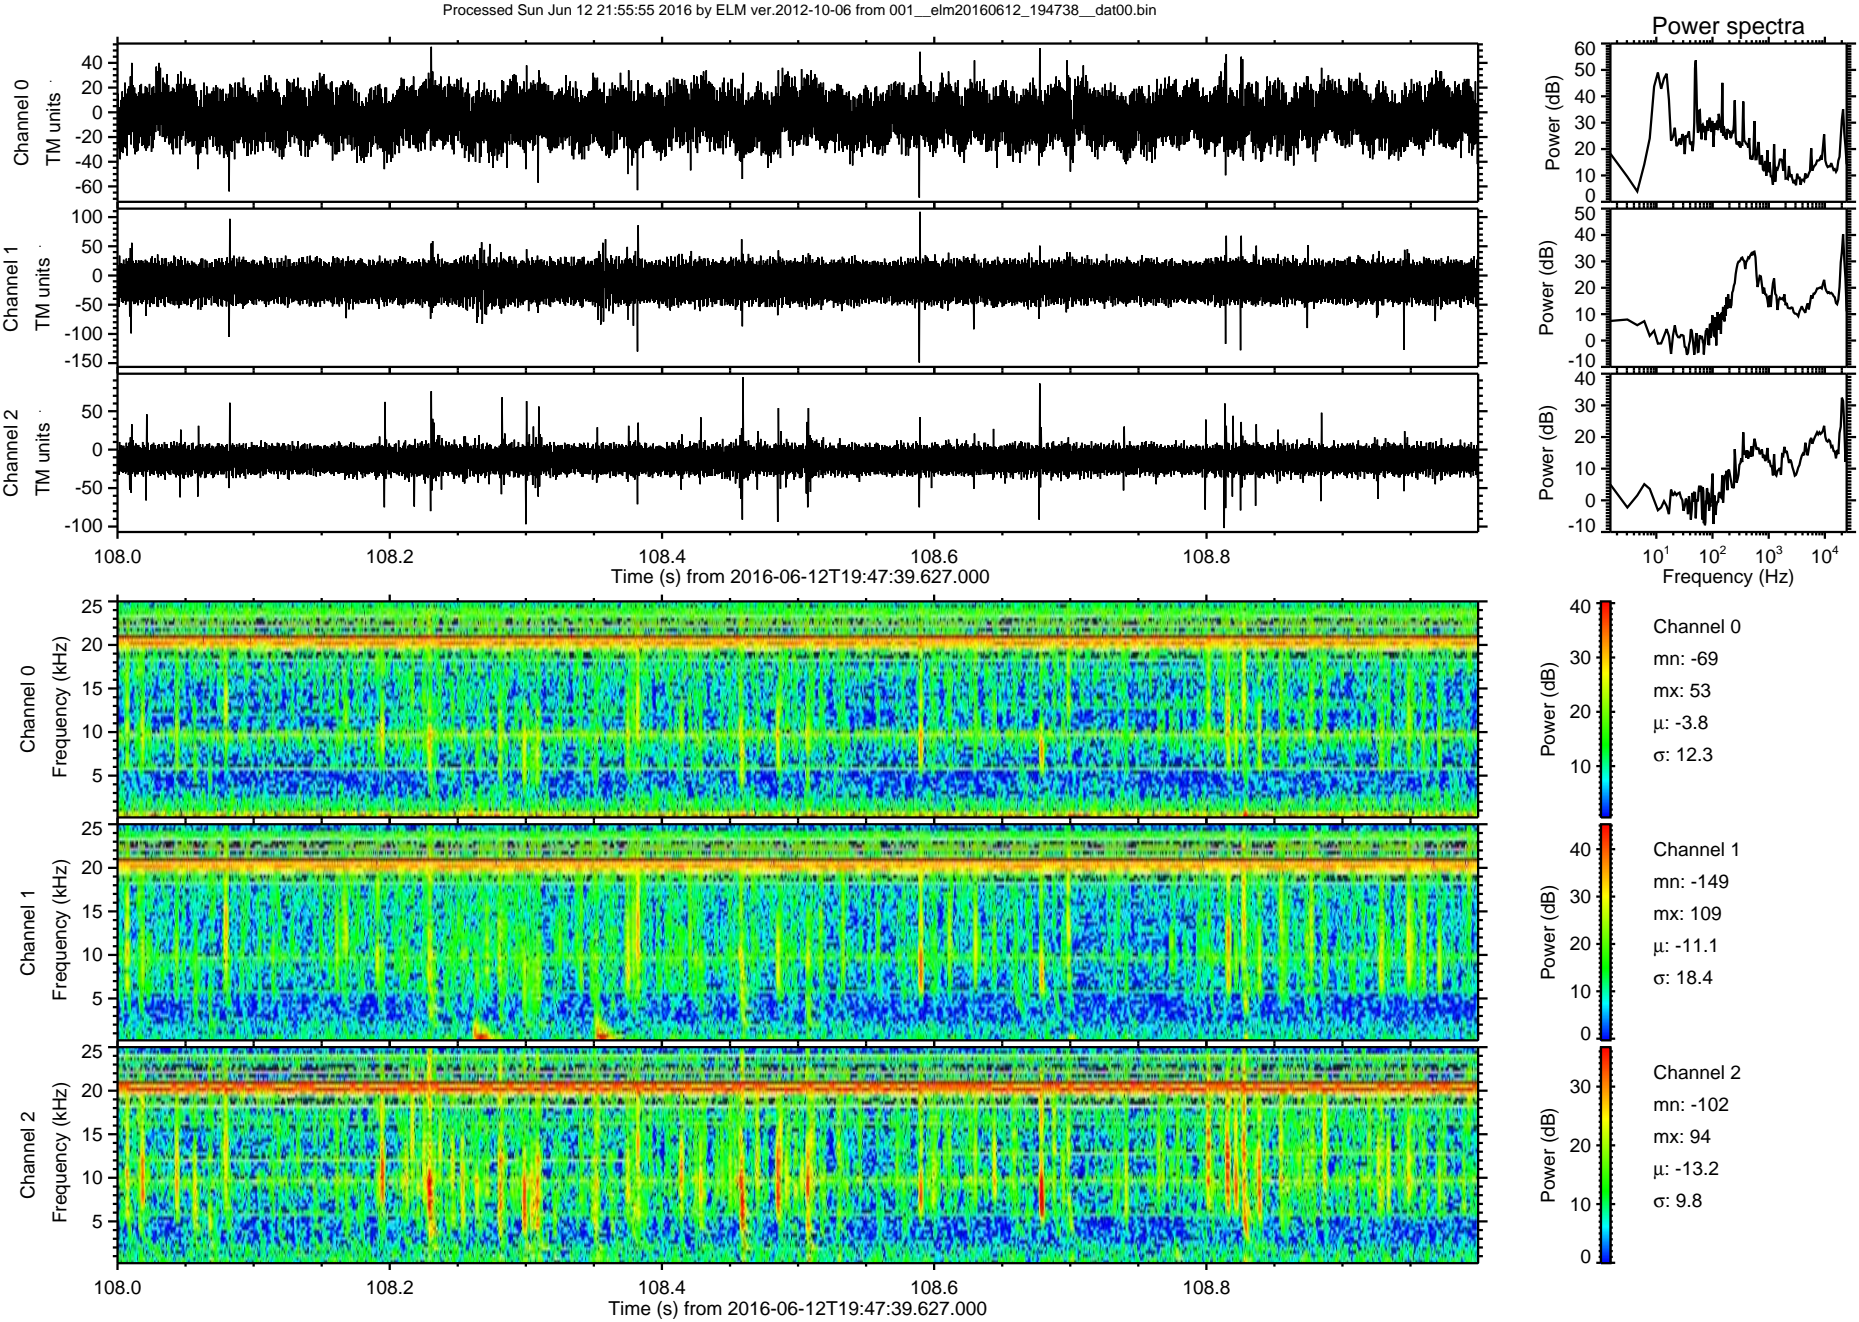 Processed Sun Jun 12 21:55:55 2016 by ELM ver.2012-10-06 from 001__elm20160612_194738__dat00.bin
Power spectra
Channel 0
TM units
40
20
0
-20
-40
-60
Power (dB)
60
50
40
30
20
10
0
Channel 1
TM units
100
50
0
-50
-100
-150
Power (dB)
50
40
30
20
10
0
-10
Channel 2
TM units
50
0
-50
-100
Power (dB)
40
30
20
10
0
-10
108.0 108.2 108.4 108.6 108.8
Time (s) from 2016-06-12T19:47:39.627.000
10¹ 10² 10³ 10⁴
Frequency (Hz)
Channel 0
Frequency (kHz)
25
20
15
10
5
Power (dB)
40
30
20
10
Channel 0
mn: -69
mx: 53
μ: -3.8
σ: 12.3
Channel 1
Frequency (kHz)
25
20
15
10
5
Power (dB)
40
30
20
10
0
Channel 1
mn: -149
mx: 109
μ: -11.1
σ: 18.4
Channel 2
Frequency (kHz)
25
20
15
10
5
Power (dB)
30
20
10
0
Channel 2
mn: -102
mx: 94
μ: -13.2
σ: 9.8
108.0 108.2 108.4 108.6 108.8
Time (s) from 2016-06-12T19:47:39.627.000